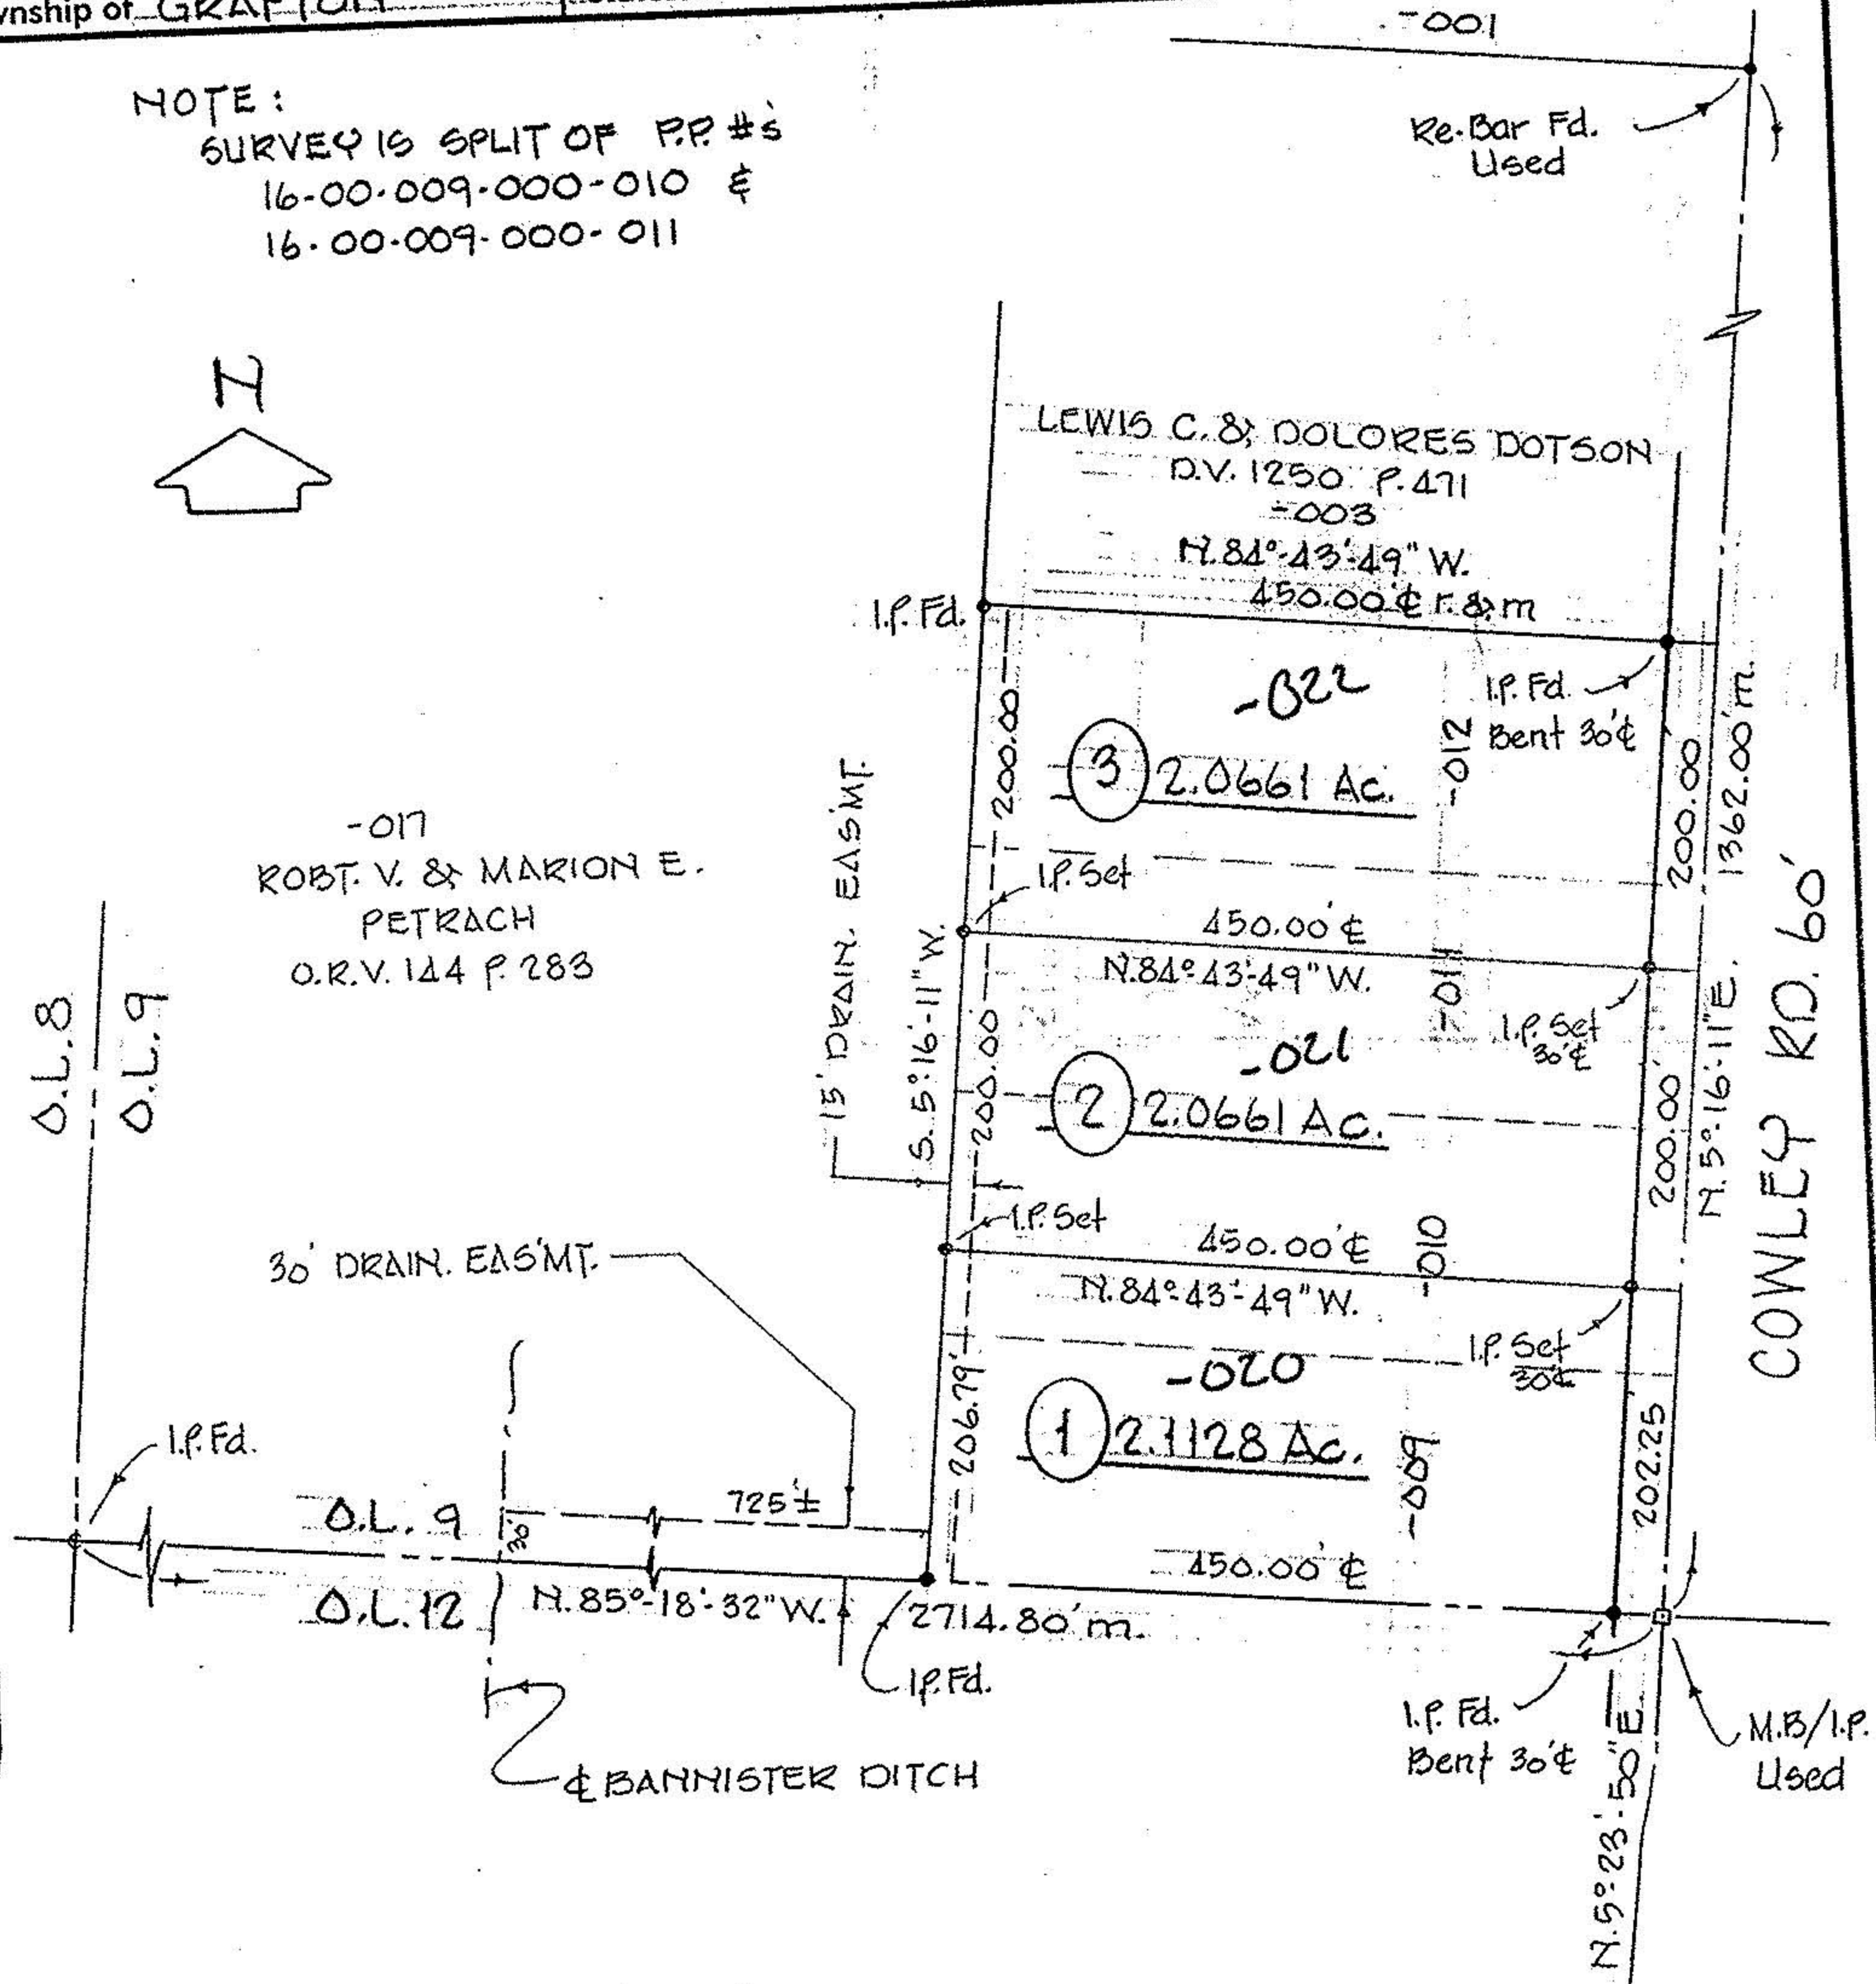 wnship of GRAFTON
-001
NOTE:
SURVEY IS SPLIT OF P.P. #'s
16-00-009-000-010 &
16-00-009-000-011
Re-Bar Fd.
Used
N
LEWIS C. & DOLORES DOTSON
D.V. 1250 P. 471
-003
N. 84°-43'-49" W.
450.00' ℄ r. & m
I.P. Fd.
-022
I.P. Fd.
Bent 30' ℄
200.00
3 2.0661 Ac.
-012
200.00
1362.00' m.
-017
ROBT. V. & MARION E.
PETRACH
O.R.V. 144 P. 283
15' DRAIN. EAS'MT.
I.P. Set
450.00' ℄
N. 84°-43'-49" W.
-011
I.P. Set
30' ℄
S. 5°-16'-11" W.
200.00
-021
2 2.0661 Ac.
200.00'
N. 5°-16'-11" E.
COWLEY RD. 60'
O.L. 8
O.L. 9
I.P. Set
450.00' ℄
N. 84°-43'-49" W.
-010
I.P. Set
30' ℄
30' DRAIN. EAS'MT.
206.79'
-020
1 2.1128 Ac.
-009
202.25'
I.P. Fd.
O.L. 9
30'
725' ±
450.00' ℄
O.L. 12
N. 85°-18'-32" W.
2714.80' m.
I.P. Fd.
I.P. Fd.
Bent 30' ℄
M.B/I.P.
Used
℄ BANNISTER DITCH
N. 5°-23'-50" E.